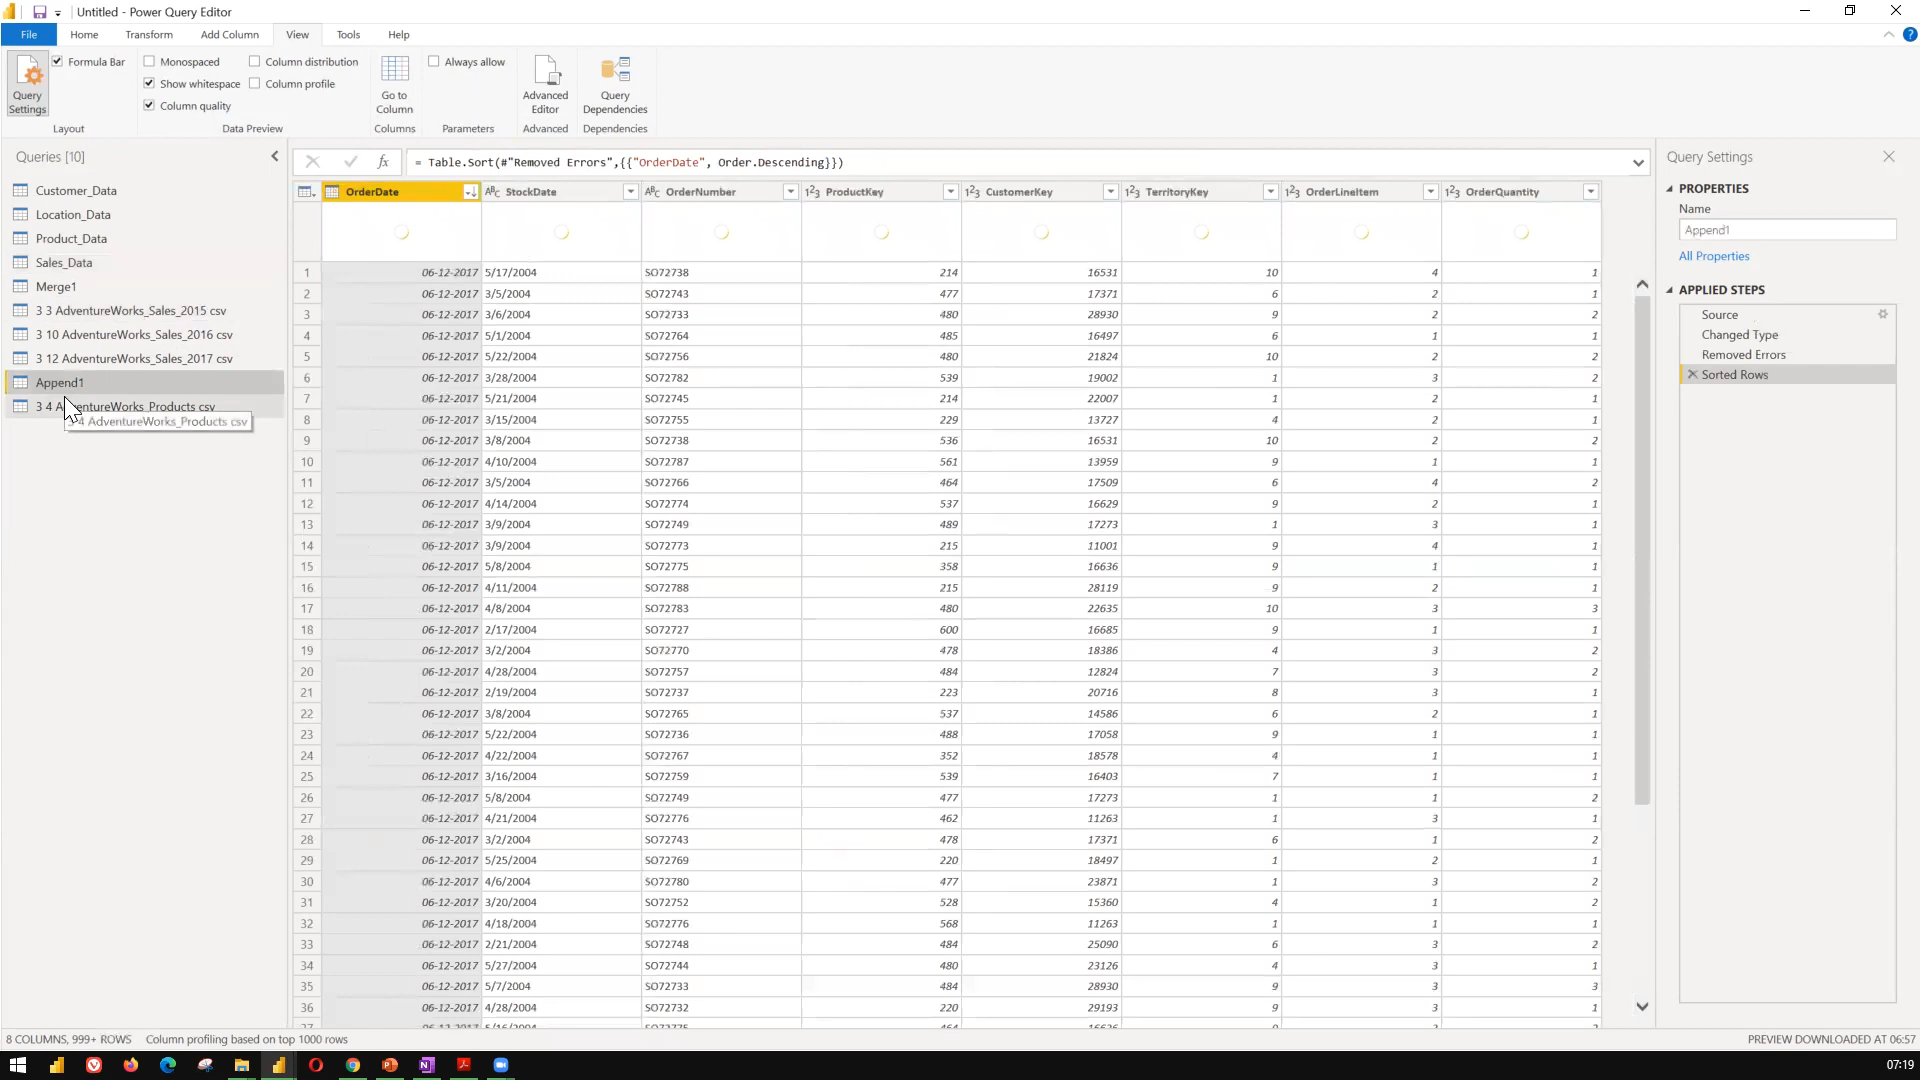 Untitled - Power Query Editor
File Home Transform Add Column View Tools Help
Query Settings
Formula Bar
Monospaced
Show whitespace
Column quality
Column distribution
Column profile
Go to Column
Always allow
Advanced Editor
Query Dependencies
Layout Data Preview Columns Parameters Advanced Dependencies
Queries [10]
Customer_Data
Location_Data
Product_Data
Sales_Data
Merge1
3 3 AdventureWorks_Sales_2015 csv
3 10 AdventureWorks_Sales_2016 csv
3 12 AdventureWorks_Sales_2017 csv
Append1
3 4 AdventureWorks_Products csv
4 AdventureWorks_Products csv
fx = Table.Sort(#"Removed Errors",{{"OrderDate", Order.Descending}})
OrderDate ABC StockDate ABC OrderNumber 123 ProductKey 123 CustomerKey 123 TerritoryKey 123 OrderLineItem 123 OrderQuantity
1 06-12-2017 5/17/2004 SO72738 214 16531 10 4 1
2 06-12-2017 3/5/2004 SO72743 477 17371 6 2 1
3 06-12-2017 3/6/2004 SO72733 480 28930 9 2 2
4 06-12-2017 5/1/2004 SO72764 485 16497 6 1 1
5 06-12-2017 5/22/2004 SO72756 480 21824 10 2 2
6 06-12-2017 3/28/2004 SO72782 539 19002 1 3 2
7 06-12-2017 5/21/2004 SO72745 214 22007 1 2 1
8 06-12-2017 3/15/2004 SO72755 229 13727 4 2 1
9 06-12-2017 3/8/2004 SO72738 536 16531 10 2 2
10 06-12-2017 4/10/2004 SO72787 561 13959 9 1 1
11 06-12-2017 3/5/2004 SO72766 464 17509 6 4 2
12 06-12-2017 4/14/2004 SO72774 537 16629 9 2 1
13 06-12-2017 3/9/2004 SO72749 489 17273 1 3 1
14 06-12-2017 3/9/2004 SO72773 215 11001 9 4 1
15 06-12-2017 5/8/2004 SO72775 358 16636 9 1 1
16 06-12-2017 4/11/2004 SO72788 215 28119 9 2 1
17 06-12-2017 4/8/2004 SO72783 480 22635 10 3 3
18 06-12-2017 2/17/2004 SO72727 600 16685 9 1 1
19 06-12-2017 3/2/2004 SO72770 478 18386 4 3 2
20 06-12-2017 4/28/2004 SO72757 484 12824 7 3 2
21 06-12-2017 2/19/2004 SO72737 223 20716 8 3 1
22 06-12-2017 3/8/2004 SO72765 537 14586 6 2 1
23 06-12-2017 5/22/2004 SO72736 488 17058 9 1 1
24 06-12-2017 4/22/2004 SO72767 352 18578 4 1 1
25 06-12-2017 3/16/2004 SO72759 539 16403 7 1 1
26 06-12-2017 5/8/2004 SO72749 477 17273 1 1 2
27 06-12-2017 4/21/2004 SO72776 462 11263 1 3 1
28 06-12-2017 3/2/2004 SO72743 478 17371 6 1 2
29 06-12-2017 5/25/2004 SO72769 220 18497 1 2 1
30 06-12-2017 4/6/2004 SO72780 477 23871 1 3 2
31 06-12-2017 3/20/2004 SO72752 528 15360 4 1 2
32 06-12-2017 4/18/2004 SO72776 568 11263 1 1 1
33 06-12-2017 2/21/2004 SO72748 484 25090 6 3 2
34 06-12-2017 5/27/2004 SO72744 480 23126 4 3 1
35 06-12-2017 5/7/2004 SO72733 484 28930 9 3 3
36 06-12-2017 4/28/2004 SO72732 220 29193 9 3 1
Query Settings
PROPERTIES
Name
Append1
All Properties
APPLIED STEPS
Source
Changed Type
Removed Errors
Sorted Rows
8 COLUMNS, 999+ ROWS Column profiling based on top 1000 rows
PREVIEW DOWNLOADED AT 06:57
07:19